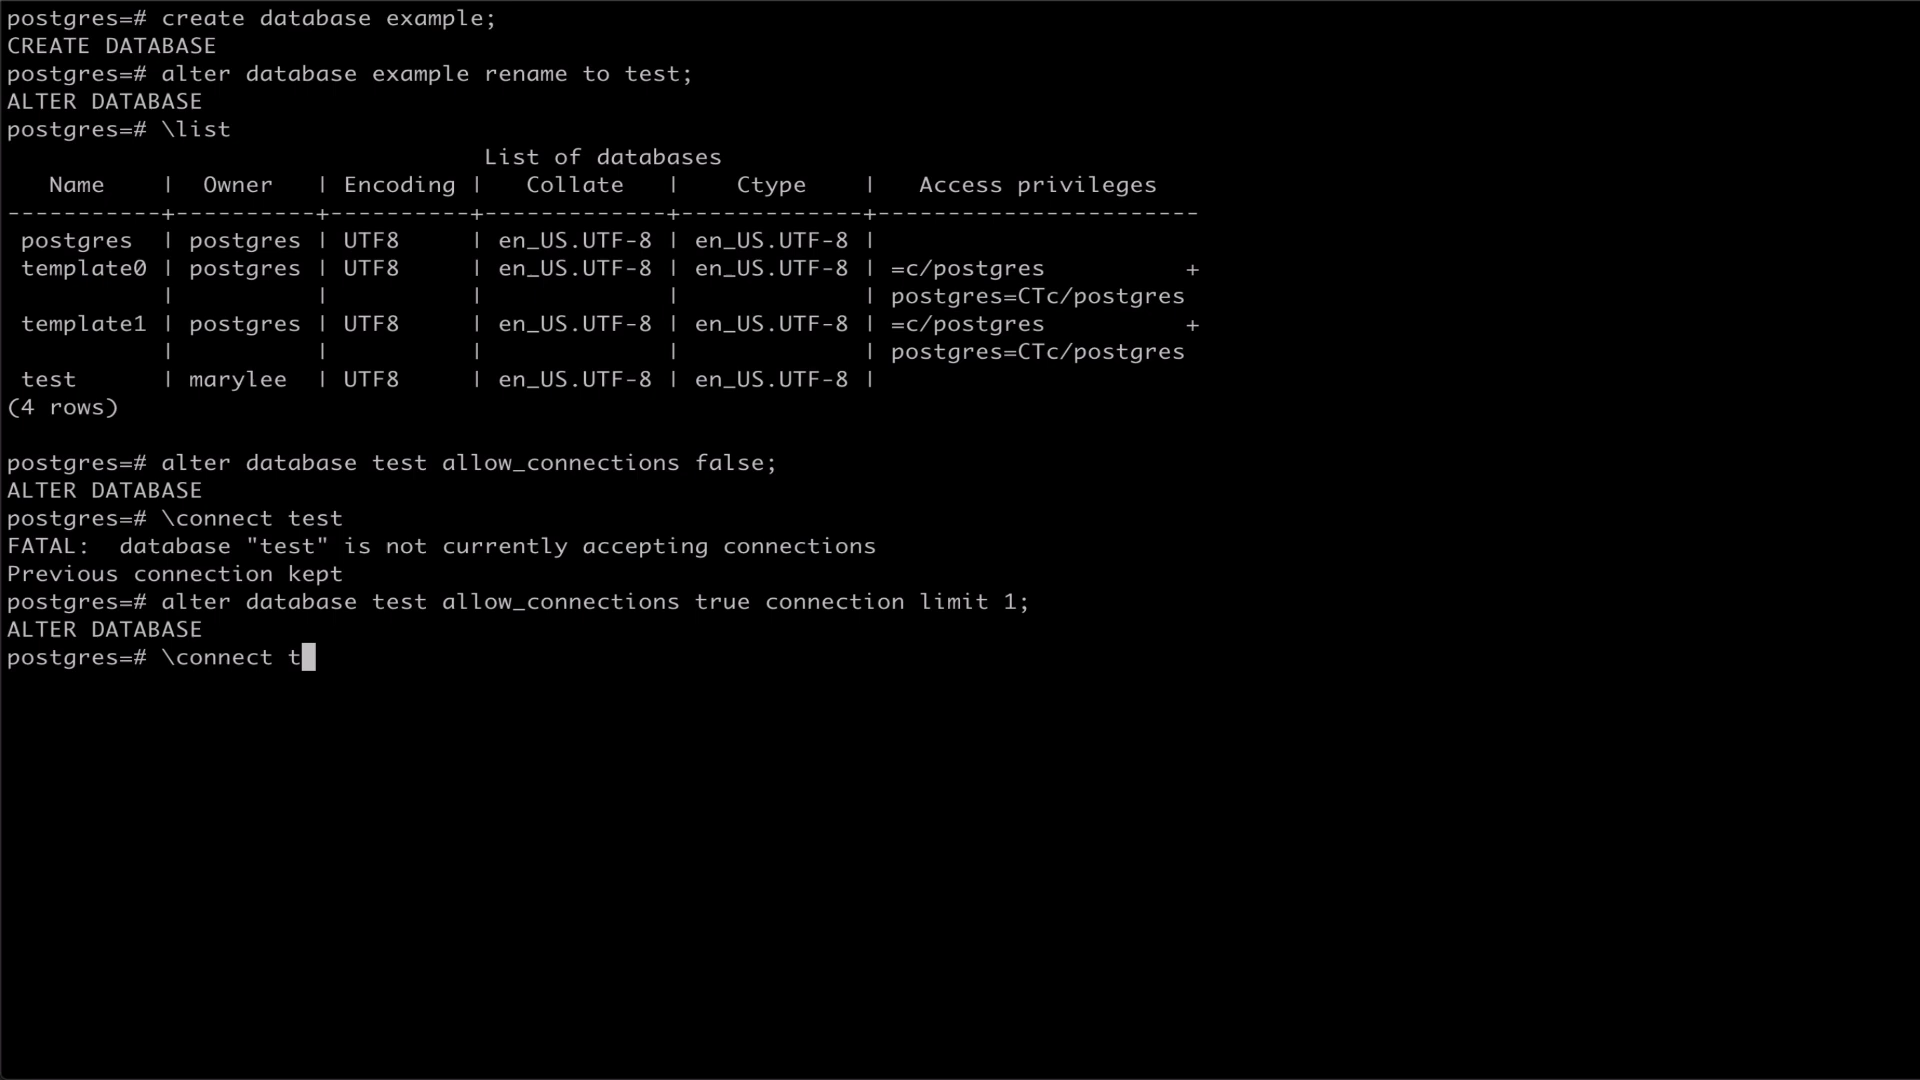 postgres=# create database example;
CREATE DATABASE
postgres=# alter database example rename to test;
ALTER DATABASE
postgres=# \list
                                  List of databases
   Name    |  Owner   | Encoding |   Collate   |    Ctype    |   Access privileges
-----------+----------+----------+-------------+-------------+-----------------------
 postgres  | postgres | UTF8     | en_US.UTF-8 | en_US.UTF-8 |
 template0 | postgres | UTF8     | en_US.UTF-8 | en_US.UTF-8 | =c/postgres          +
           |          |          |             |             | postgres=CTc/postgres
 template1 | postgres | UTF8     | en_US.UTF-8 | en_US.UTF-8 | =c/postgres          +
           |          |          |             |             | postgres=CTc/postgres
 test      | marylee  | UTF8     | en_US.UTF-8 | en_US.UTF-8 |
(4 rows)

postgres=# alter database test allow_connections false;
ALTER DATABASE
postgres=# \connect test
FATAL:  database "test" is not currently accepting connections
Previous connection kept
postgres=# alter database test allow_connections true connection limit 1;
ALTER DATABASE
postgres=# \connect t